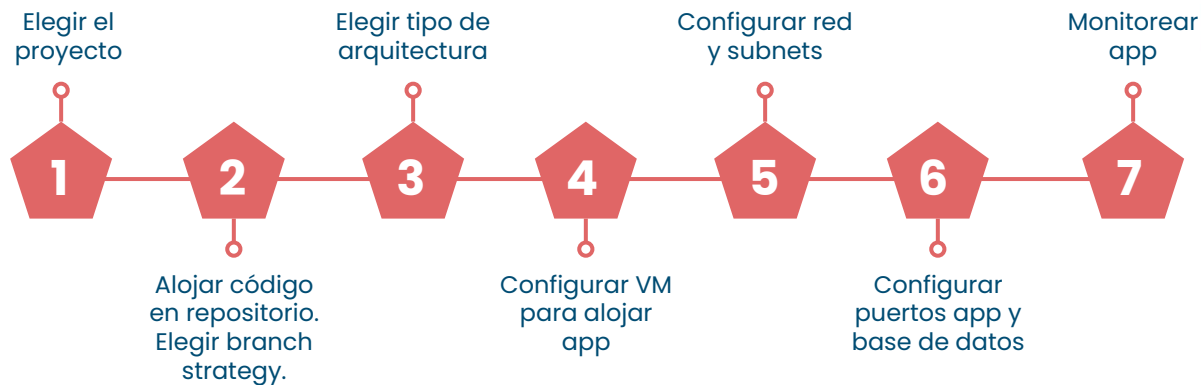 Elegir el
proyecto
Elegir tipo de
arquitectura
Configurar red
y subnets
Monitorear
app
1
2
3
4
5
6
7
Alojar código
en repositorio.
Elegir branch
strategy.
Configurar VM
para alojar
app
Configurar
puertos app y
base de datos